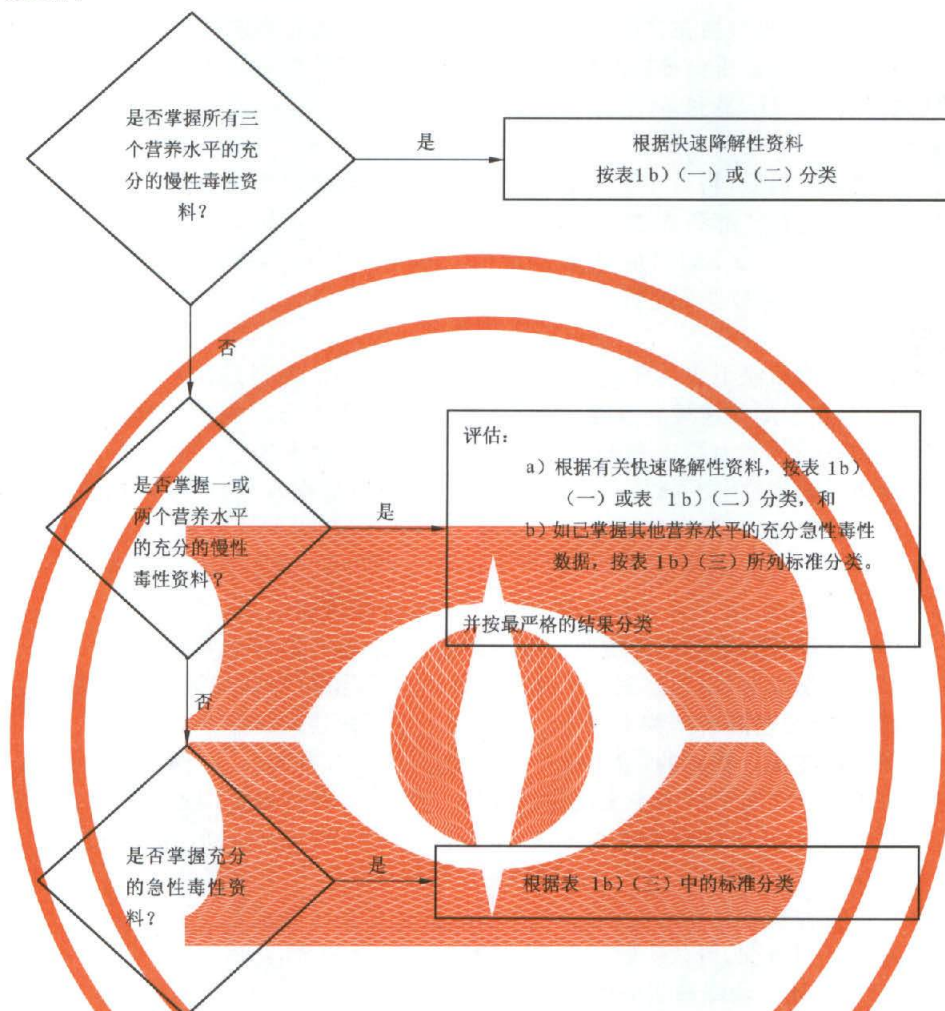 是否掌握所有三
个营养水平的充
分的慢性毒性资
料？
是
根据快速降解性资料
按表1b）（一）或（二）分类
否
是否掌握一或
两个营养水平
的充分的慢性
毒性资料？
是
评估：
a）根据有关快速降解性资料，按表 1b）
（一）或表 1b）（二）分类，和
b）如已掌握其他营养水平的充分急性毒性
数据，按表1b）（三）所列标准分类。
并按最严格的结果分类
否
是否掌握充分
的急性毒性资
料？
是
根据表 1b）（三）中的标准分类